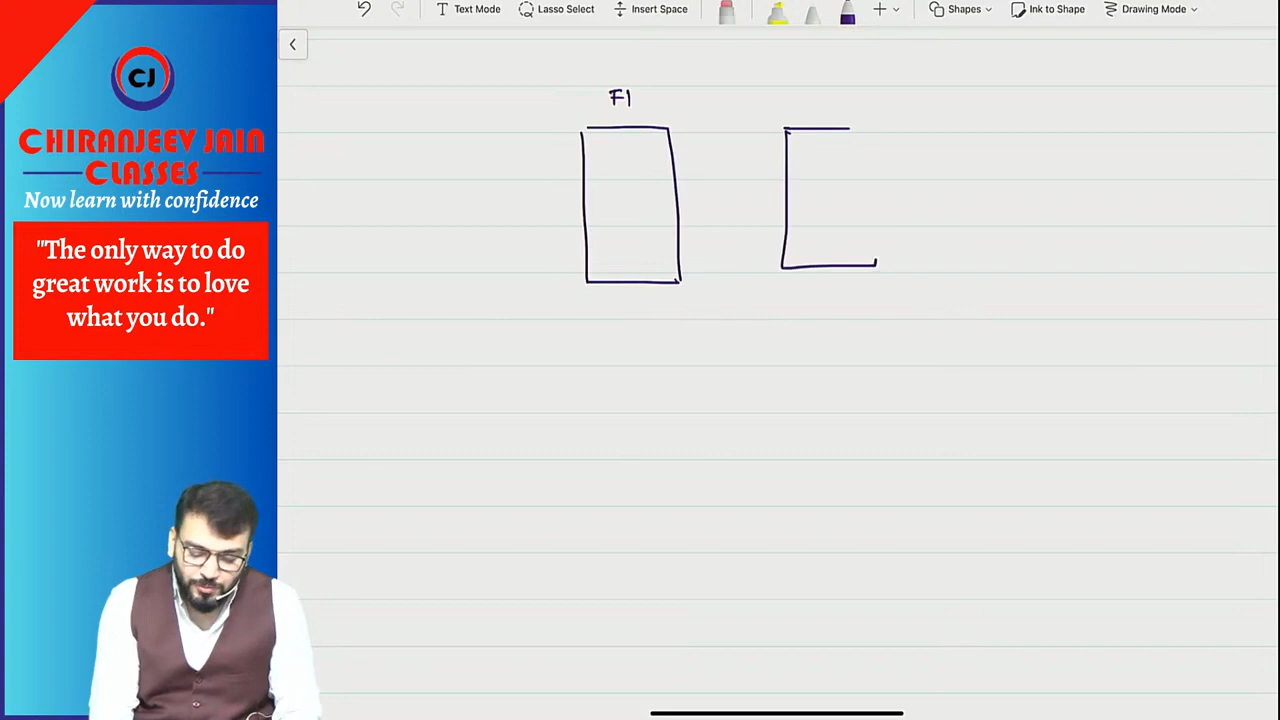 Text Mode
Lasso Select
Insert Space
Shapes
Ink to Shape
Drawing Mode
CJ
CHIRANJEEV JAIN
CLASSES
Now learn with confidence
"The only way to do
great work is to love
what you do."
F1